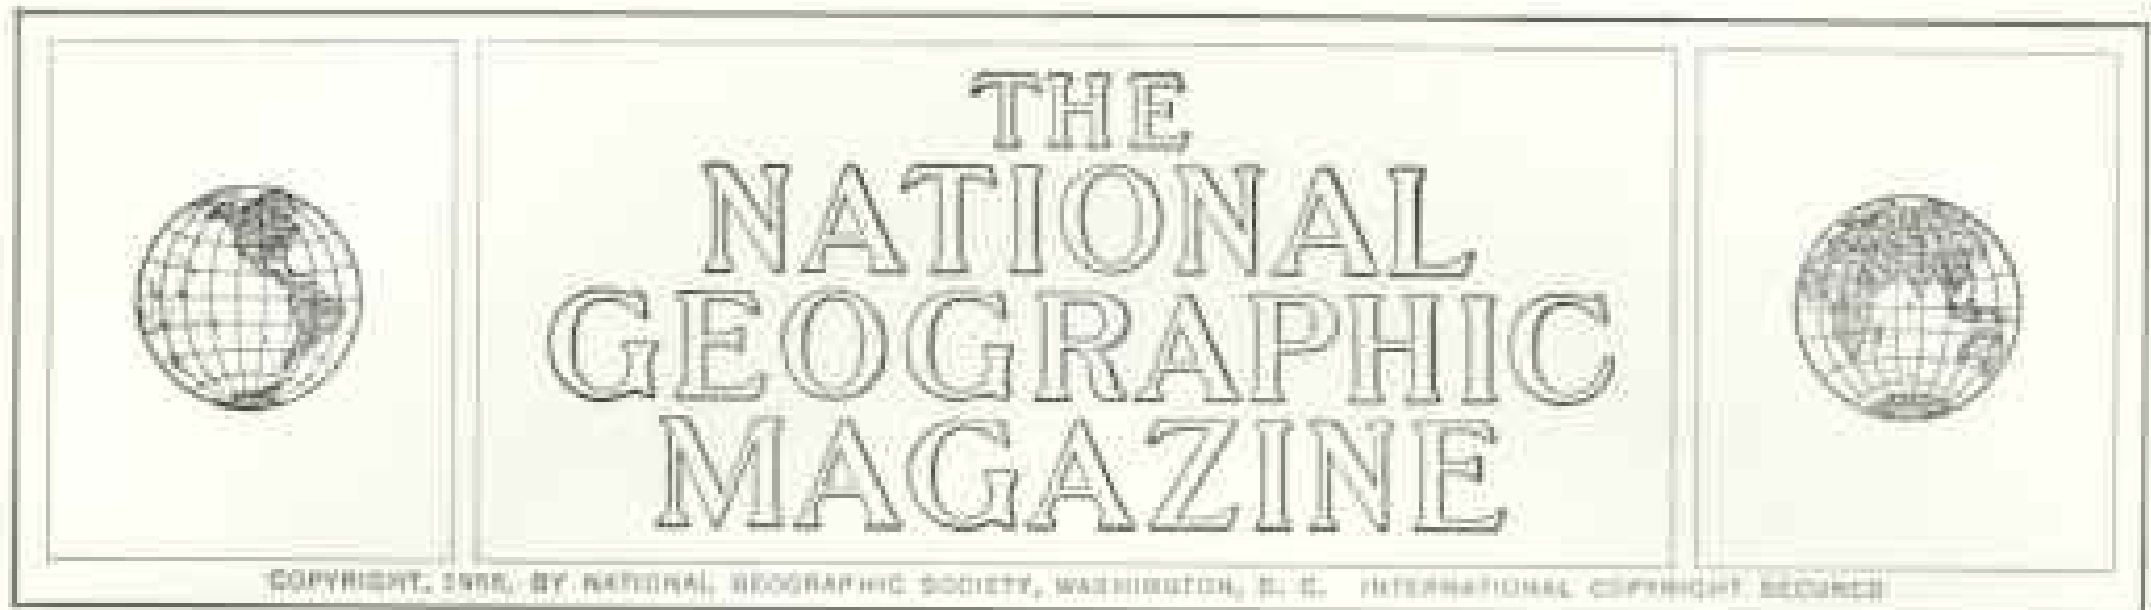 THE
NATIONAL
GEOGRAPHIC
MAGAZINE
COPYRIGHT, BY NATIONAL GEOGRAPHIC SOCIETY, WASHINGTON, D. C. INTERNATIONAL COPYRIGHT SECURED